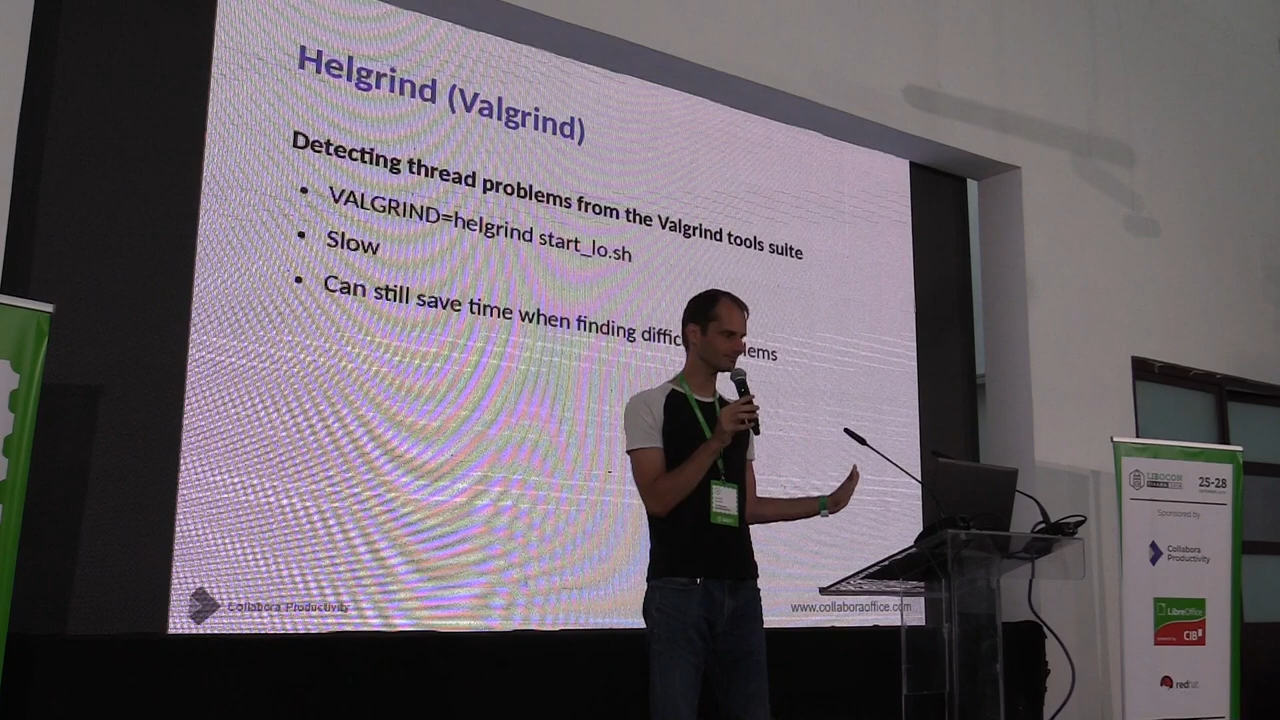 Helgrind (Valgrind)
Detecting thread problems from the Valgrind tools suite
• VALGRIND=helgrind start_lo.sh
• Slow
• Can still save time when finding diffic lems
Collabora Productivity
www.collaboraoffice.com
LIBOCON
25-28
Sponsored by
Collabora
Productivity
LibreOffice
CIB
redhat